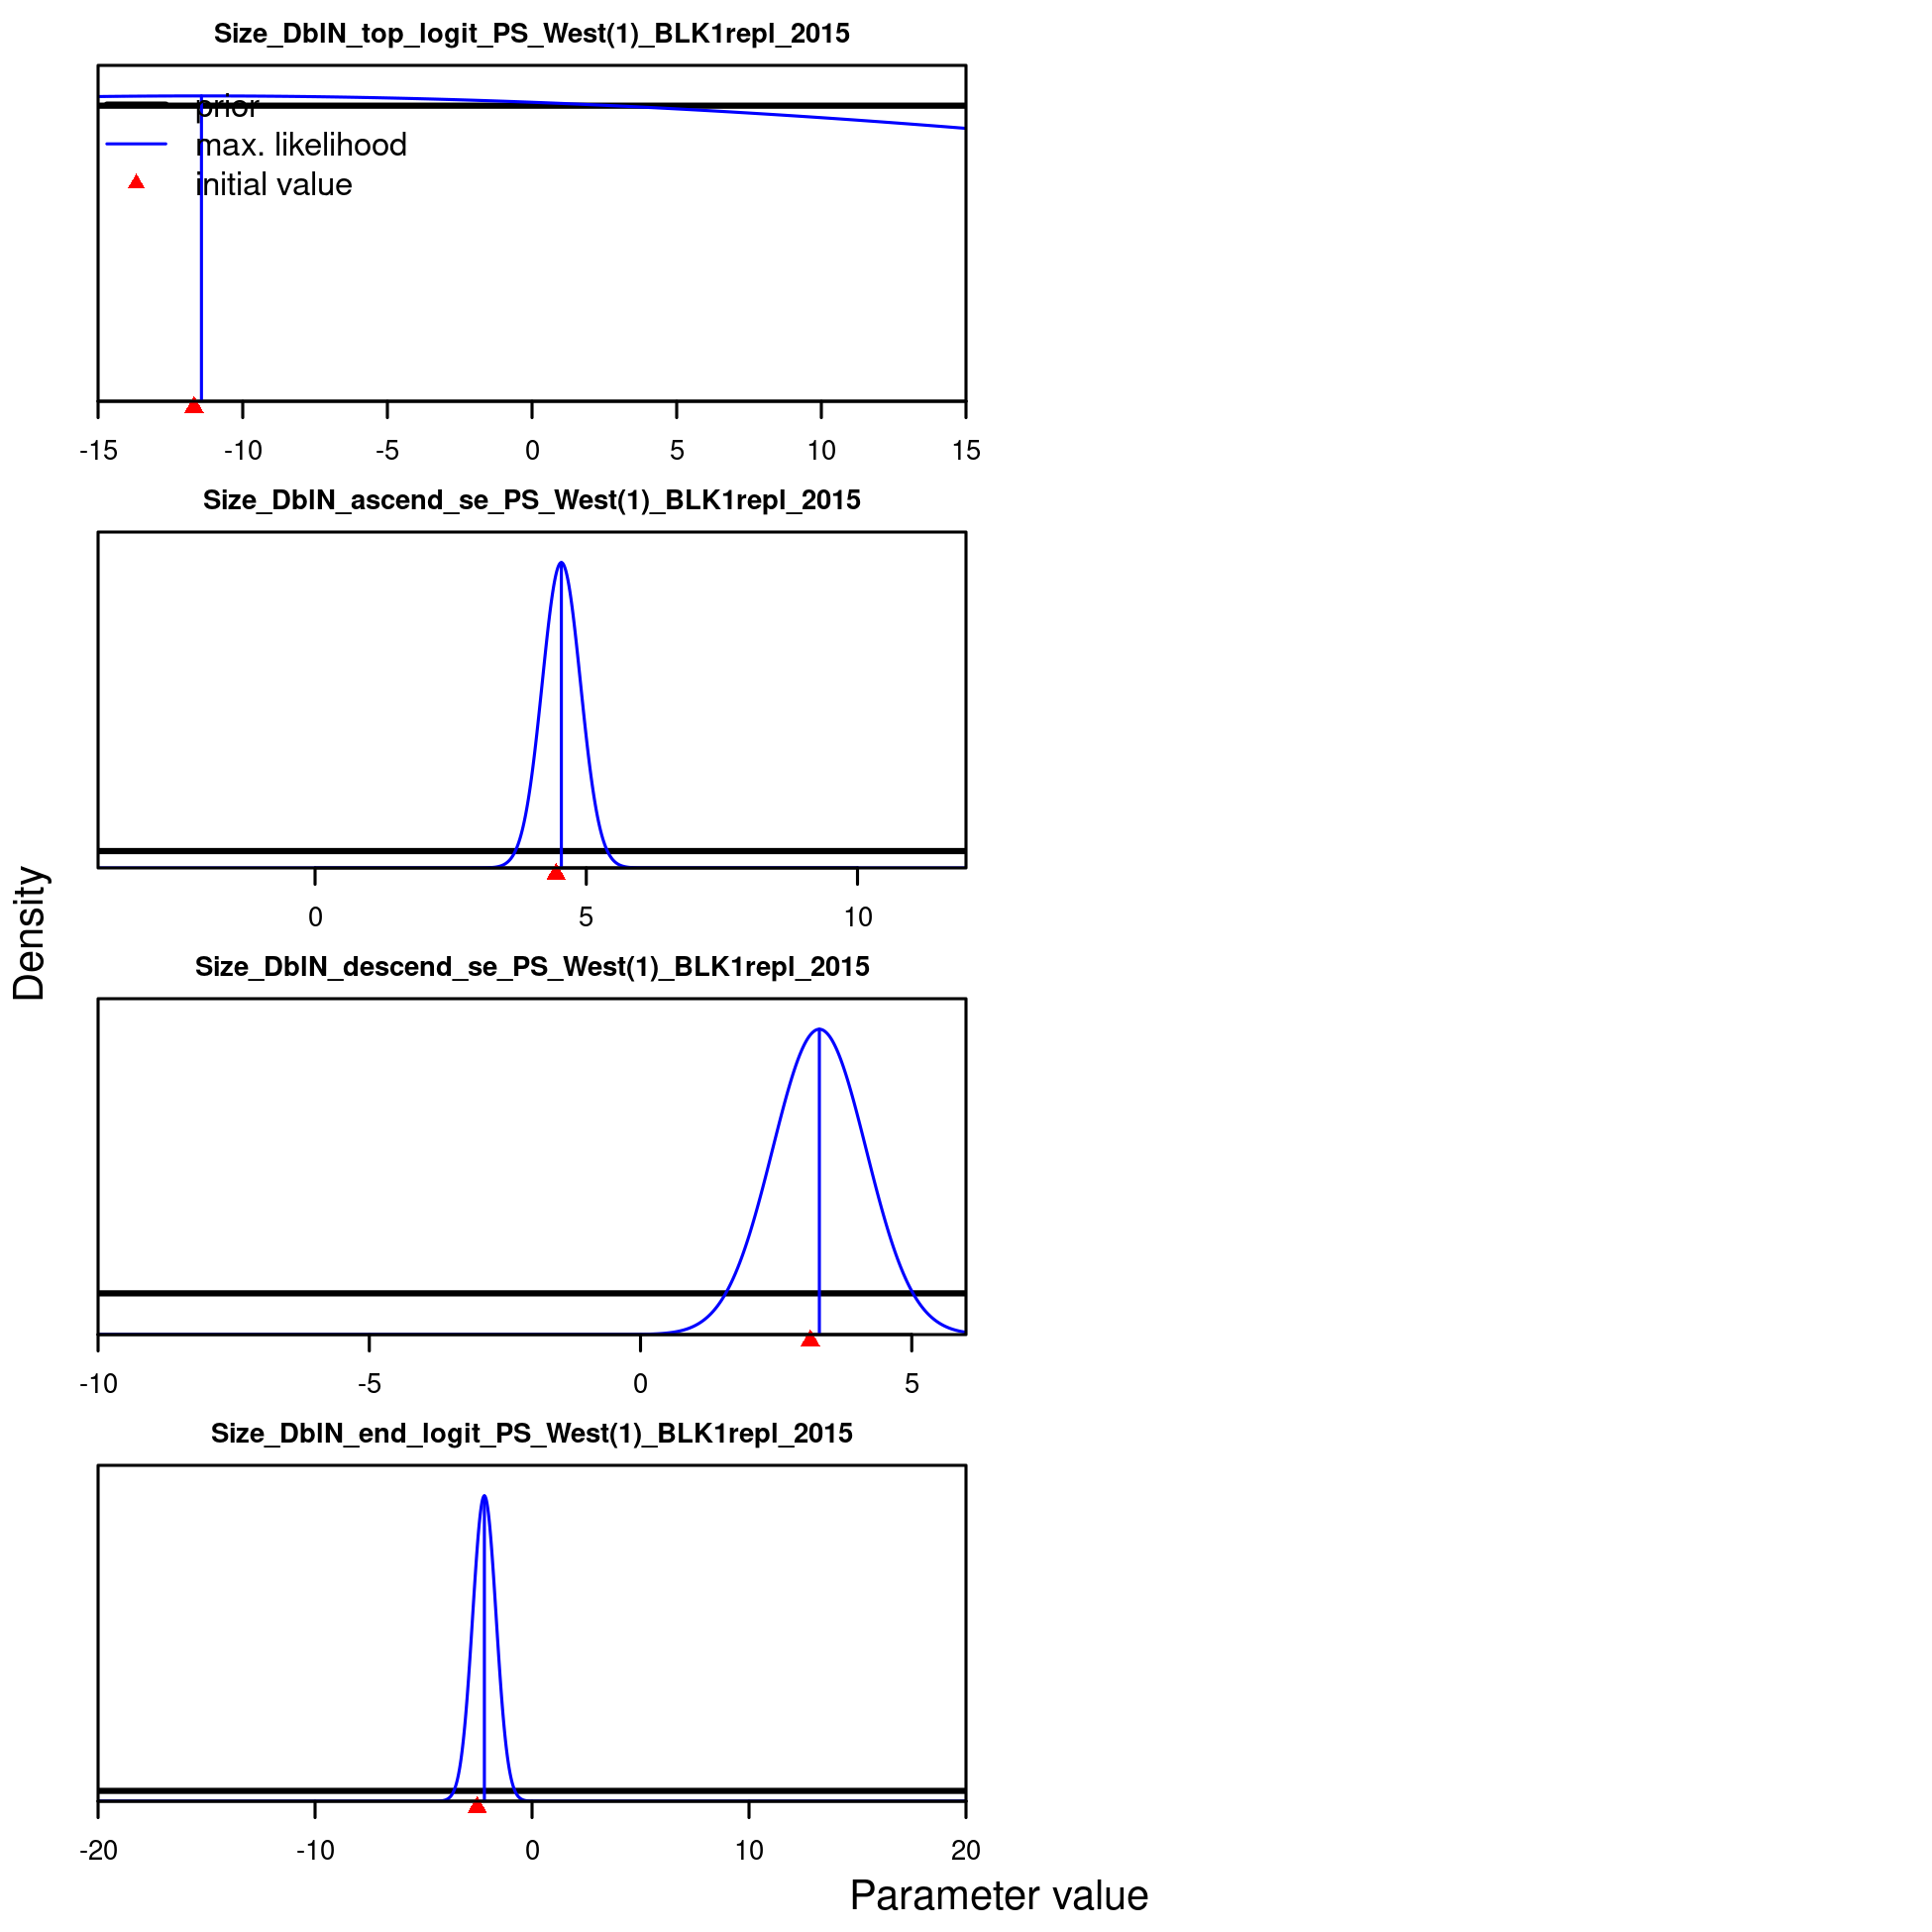 Size_DblN_top_logit_PS_West(1)_BLK1repl_2015
prior
max. likelihood
initial value
-15 -10 -5 0 5 10 15
Size_DblN_ascend_se_PS_West(1)_BLK1repl_2015
0 5 10
Size_DblN_descend_se_PS_West(1)_BLK1repl_2015
-10 -5 0 5
Size_DblN_end_logit_PS_West(1)_BLK1repl_2015
-20 -10 0 10 20
Density
Parameter value